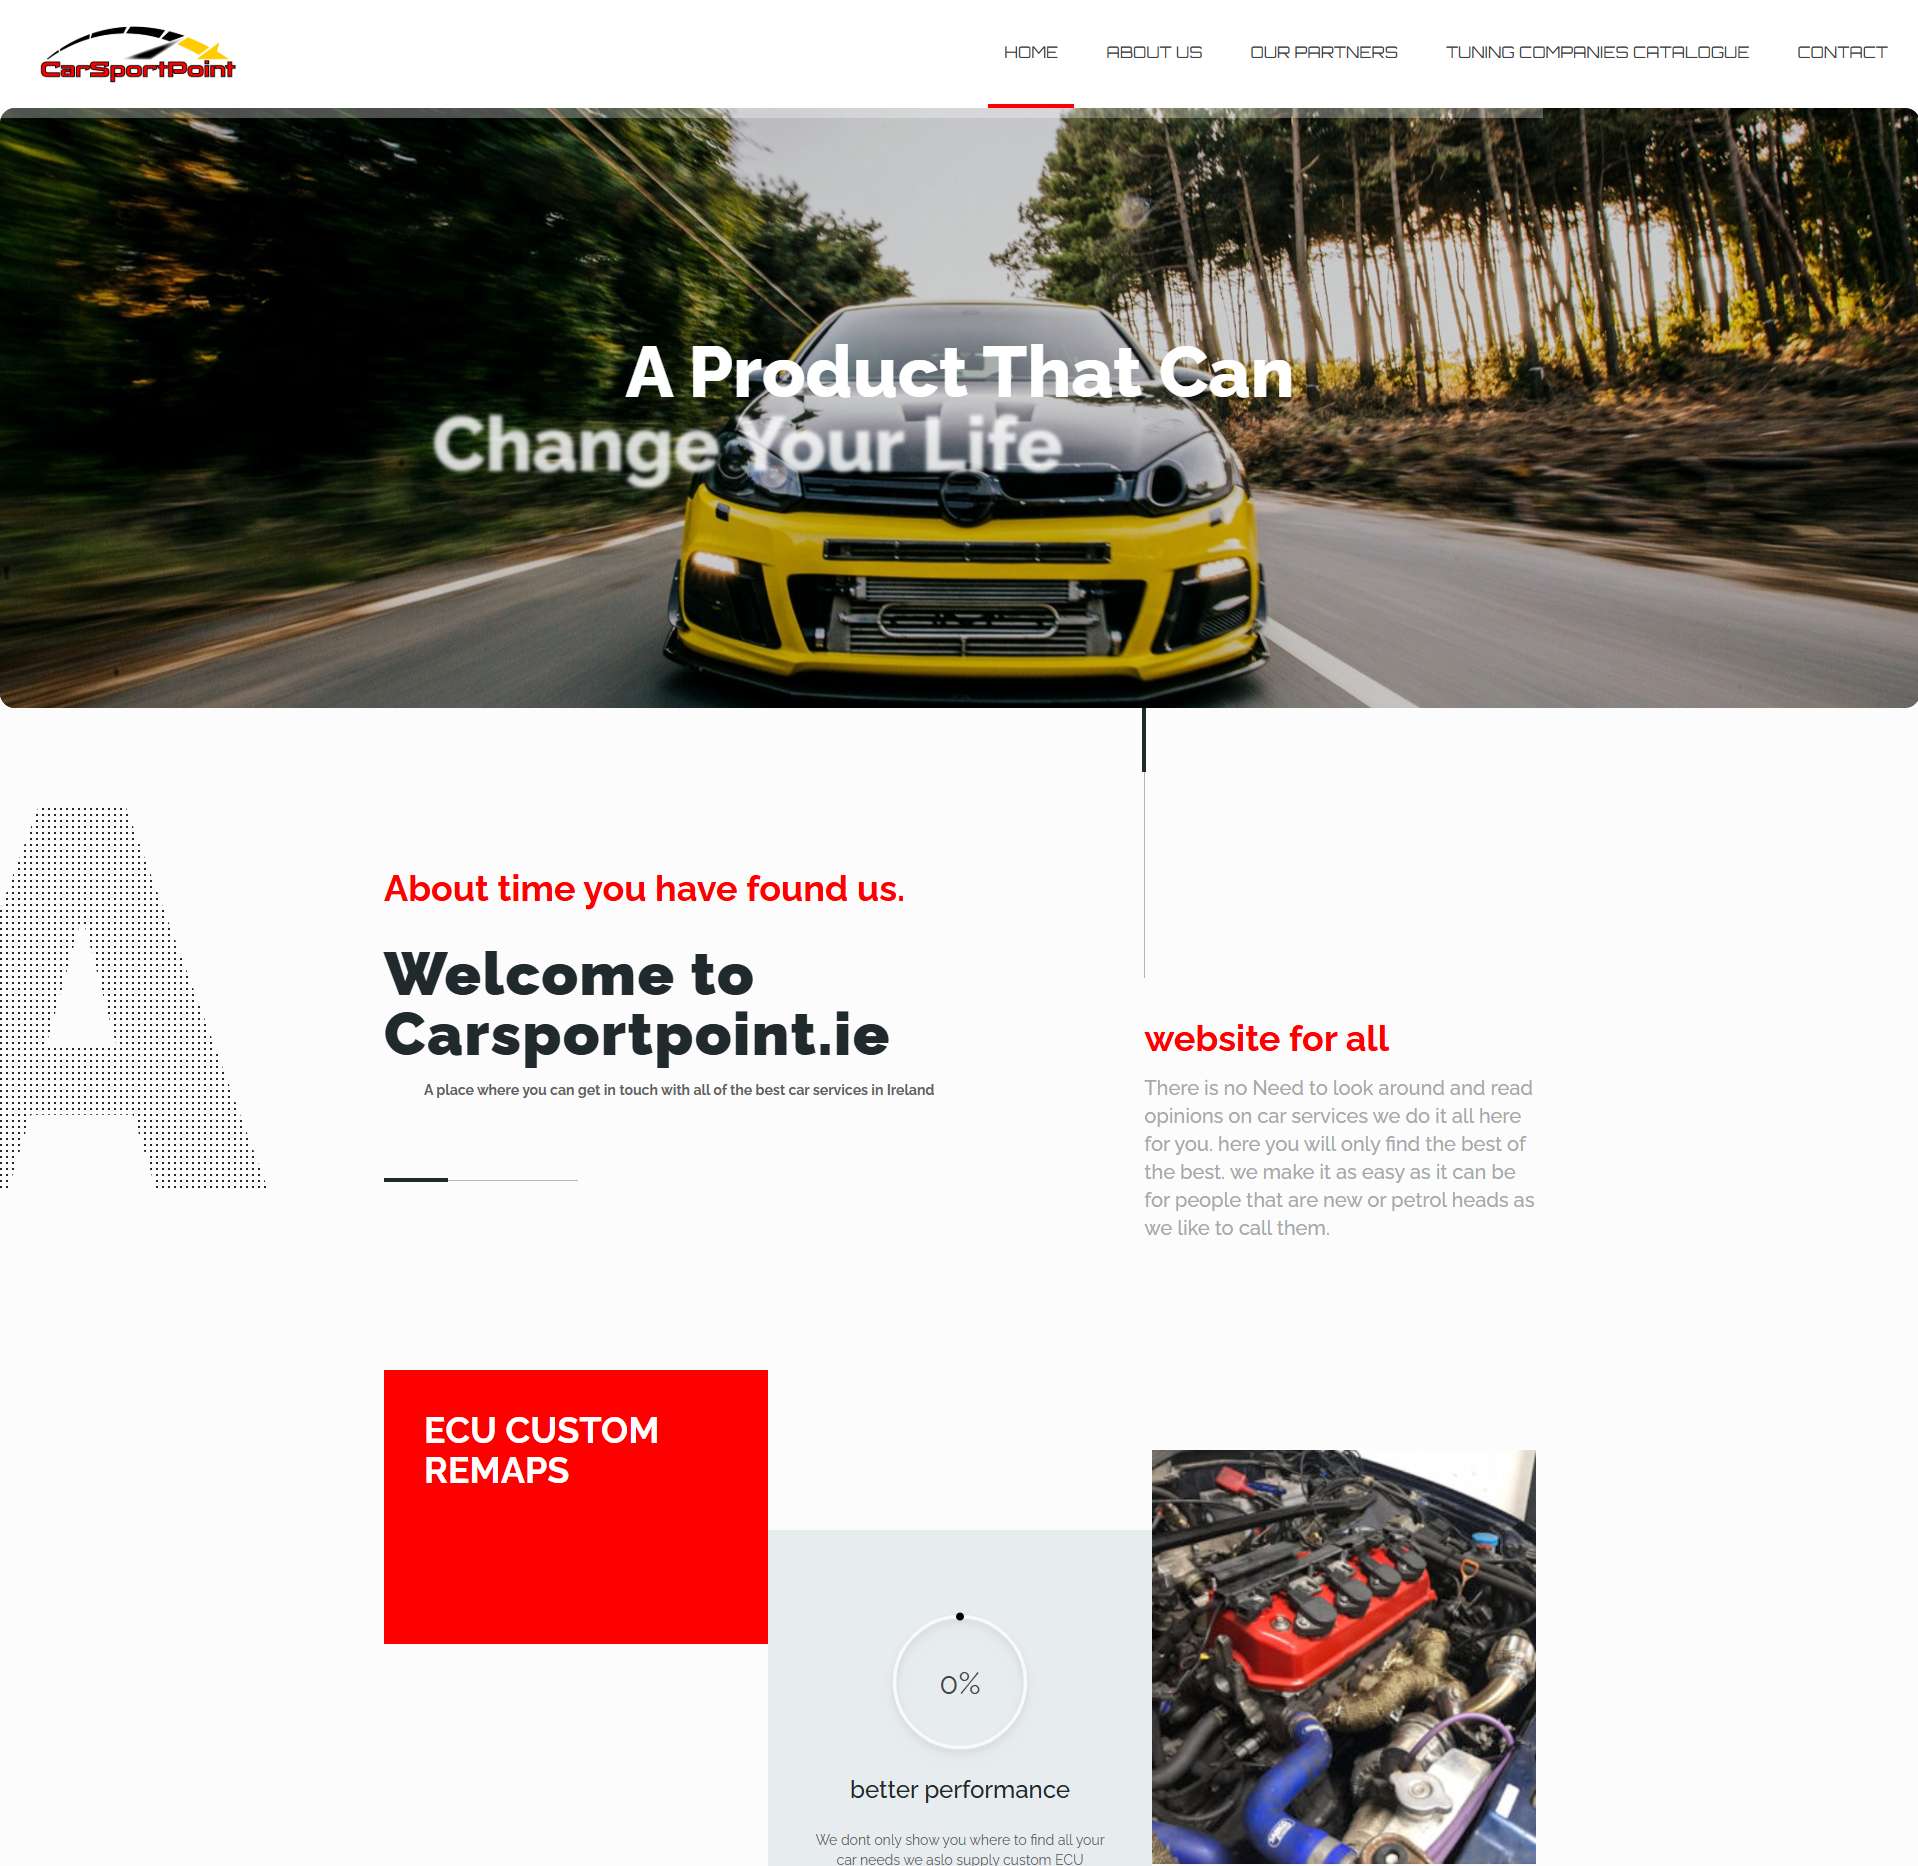 CarSportPoint
HOME
ABOUT US
OUR PARTNERS
TUNING COMPANIES CATALOGUE
CONTACT
A Product That Can
Change Your Life
About time you have found us.
Welcome to
Carsportpoint.ie
A place where you can get in touch with all of the best car services in Ireland
website for all
There is no Need to look around and read
opinions on car services we do it all here
for you. here you will only find the best of
the best. we make it as easy as it can be
for people that are new or petrol heads as
we like to call them.
ECU CUSTOM
REMAPS
0%
better performance
We dont only show you where to find all your
car needs we aslo supply custom ECU